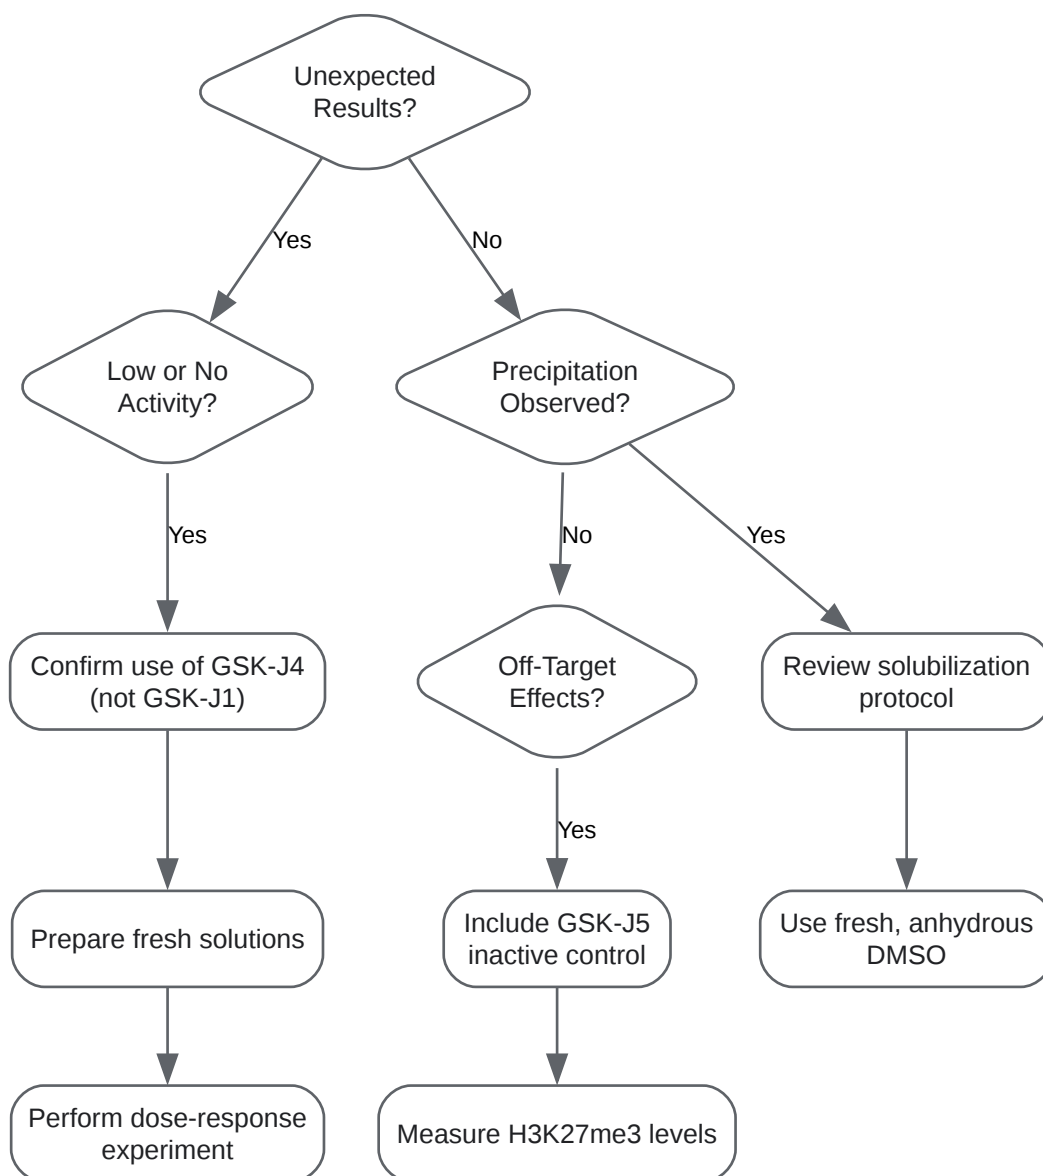 Unexpected
Results?
Yes
No
Low or No
Activity?
Precipitation
Observed?
Yes
No
Yes
Confirm use of GSK-J4
(not GSK-J1)
Off-Target
Effects?
Review solubilization
protocol
Yes
Prepare fresh solutions
Include GSK-J5
inactive control
Use fresh, anhydrous
DMSO
Perform dose-response
experiment
Measure H3K27me3 levels